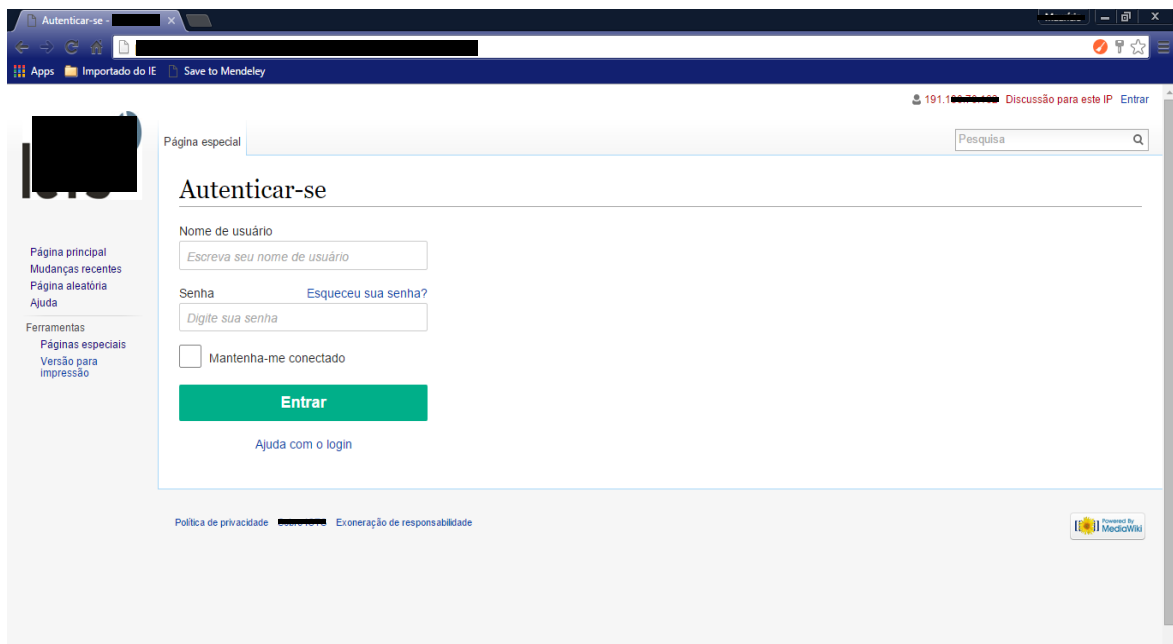 Autenticar-se -
Apps Importado do IE Save to Mendeley
Discussão para este IP Entrar
Página especial
Pesquisa
Autenticar-se
Nome de usuário
Escreva seu nome de usuário
Senha Esqueceu sua senha?
Digite sua senha
Mantenha-me conectado
Entrar
Ajuda com o login
Página principal
Mudanças recentes
Página aleatória
Ajuda
Ferramentas
Páginas especiais
Versão para
impressão
Política de privacidade Exoneração de responsabilidade
Powered By
MediaWiki